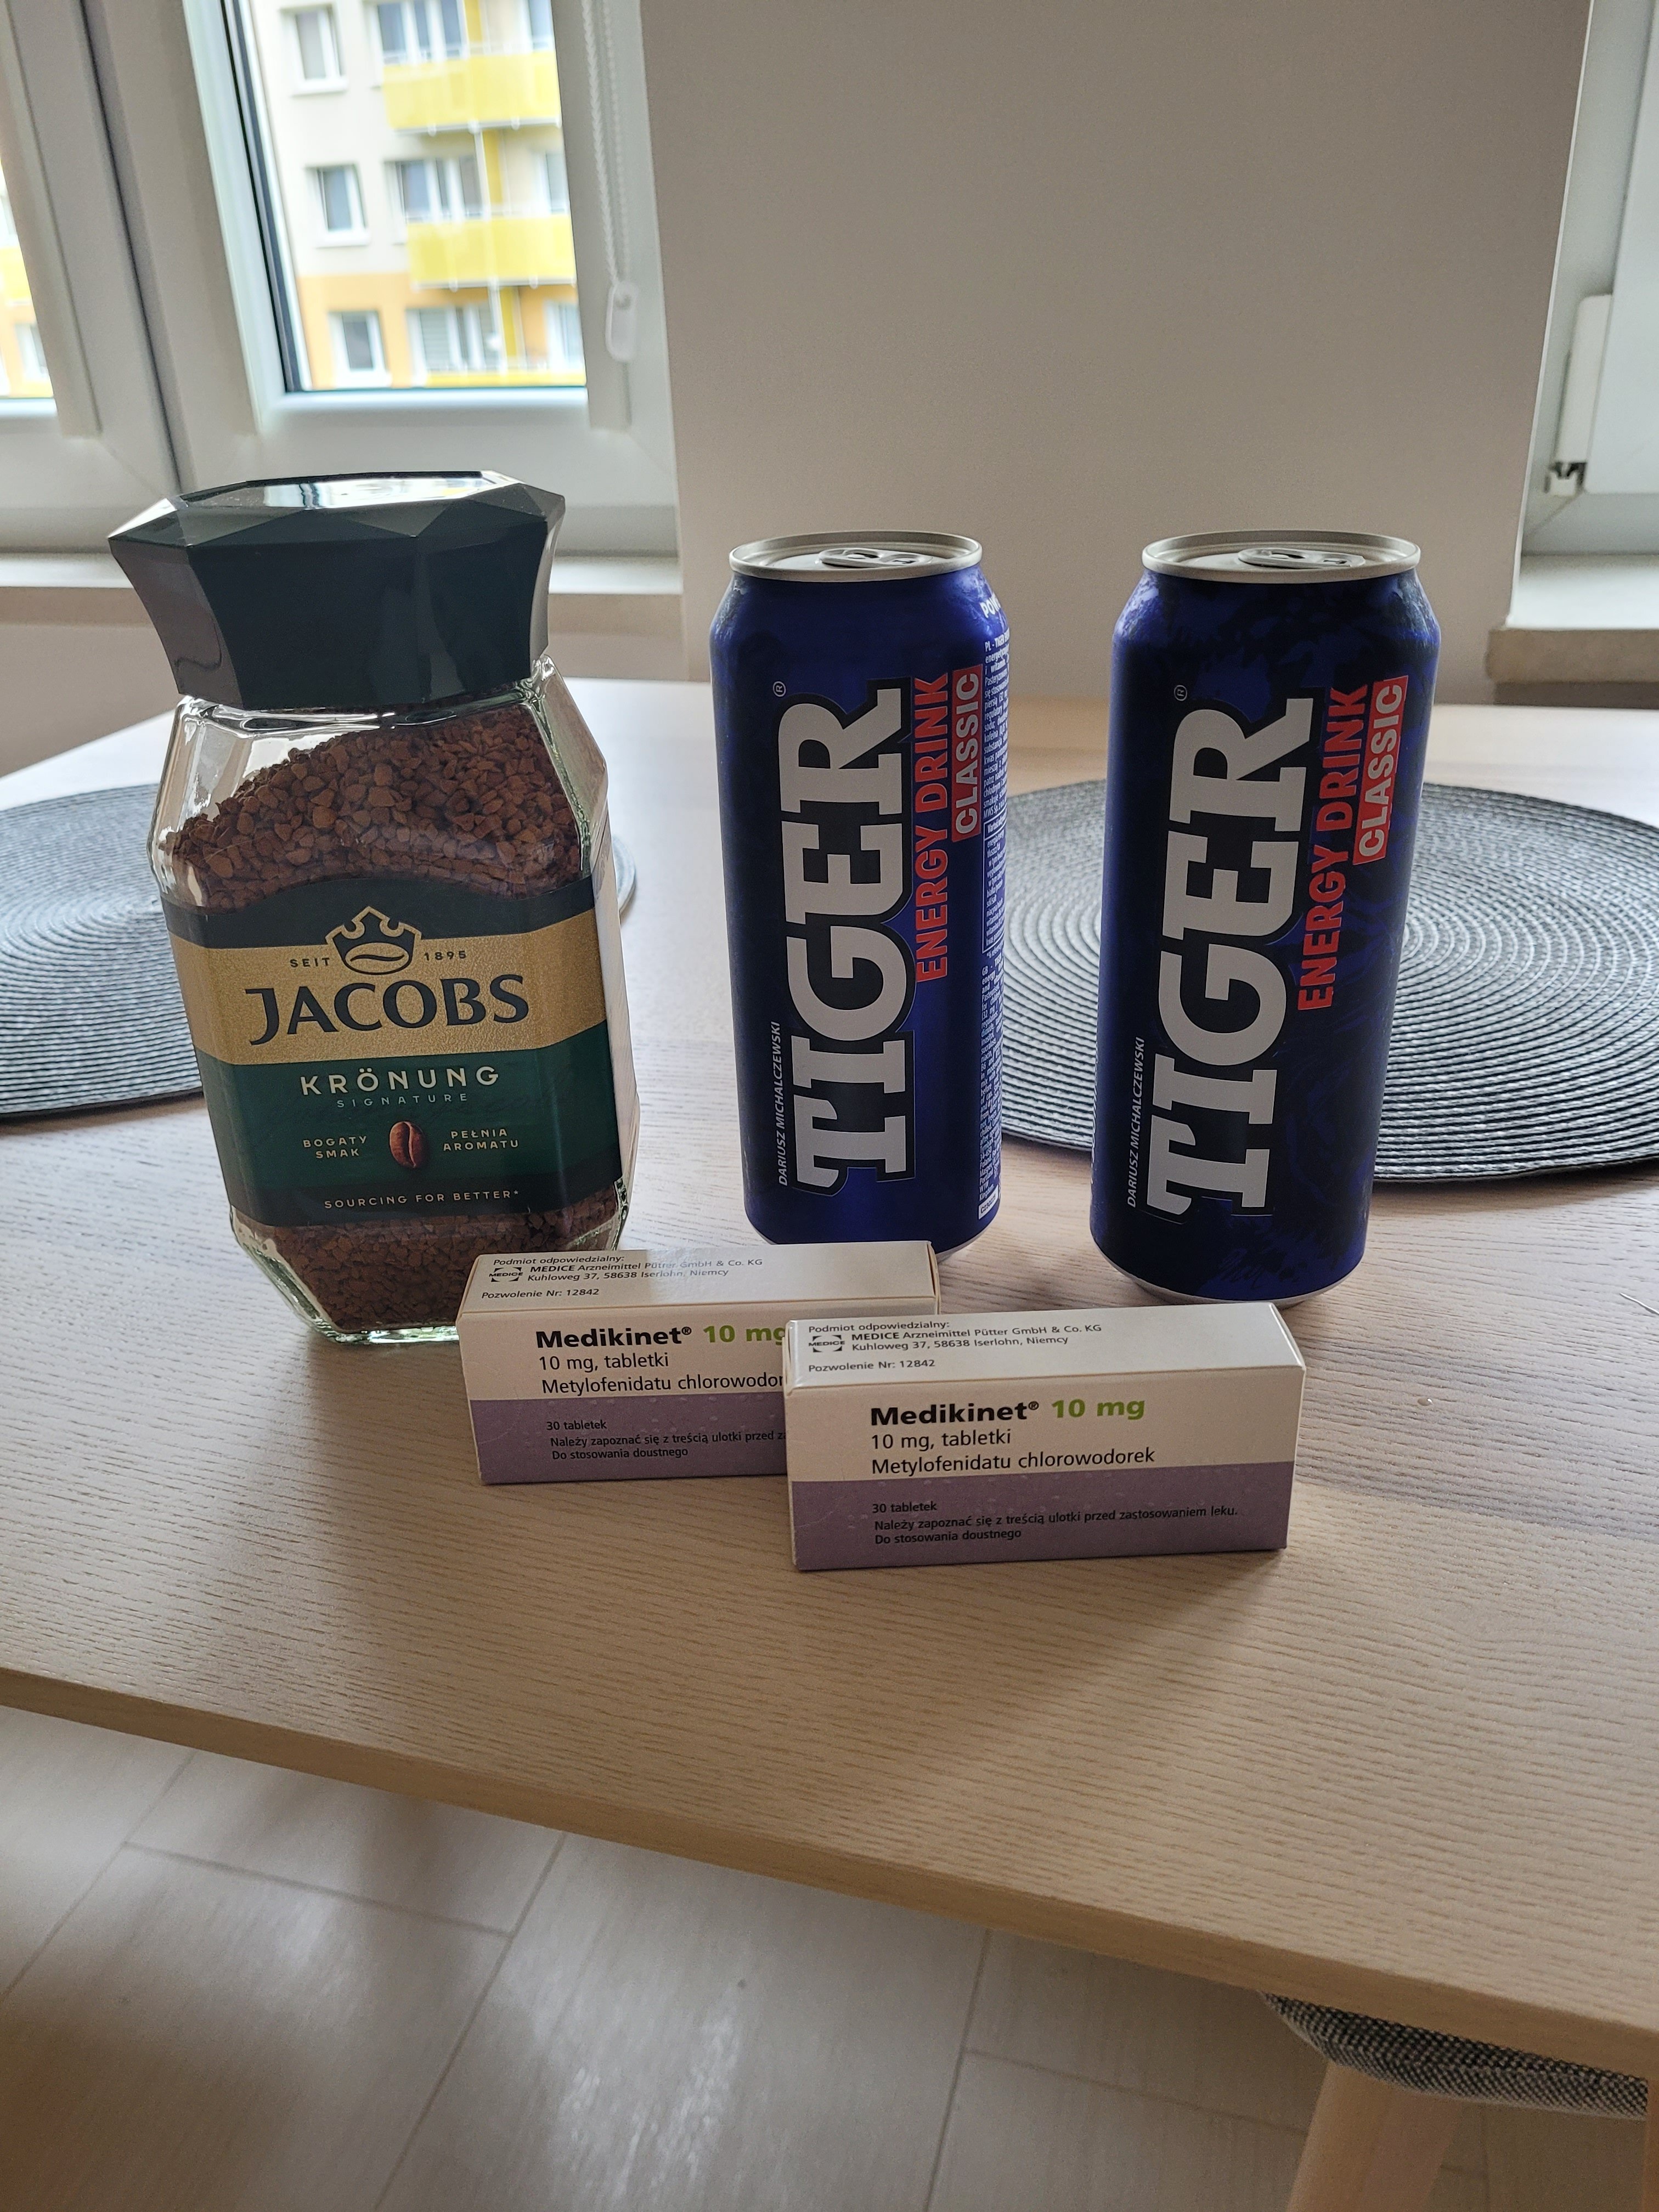 SEIT 1895
JACOBS
KRÖNUNG
SIGNATURE
BOGATY
SMAK
PEŁNIA
AROMATU
SOURCING FOR BETTER*
DARIUSZ MICHALCZEWSKI
TIGER®
ENERGY DRINK
CLASSIC
DARIUSZ MICHALCZEWSKI
TIGER®
ENERGY DRINK
CLASSIC
Podmiot odpowiedzialny:
MEDICE
MEDICE Arzneimittel Pütter GmbH & Co. KG
Kuhloweg 37, 58638 Iserlohn, Niemcy
Pozwolenie Nr: 12842
Medikinet® 10 mg
10 mg, tabletki
Metylofenidatu chlorowodor
30 tabletek
Należy zapoznać się z treścią ulotki przed
Do stosowania doustnego
Podmiot odpowiedzialny:
MEDICE
MEDICE Arzneimittel Pütter GmbH & Co. KG
Kuhloweg 37, 58638 Iserlohn, Niemcy
Pozwolenie Nr: 12842
Medikinet® 10 mg
10 mg, tabletki
Metylofenidatu chlorowodorek
30 tabletek
Należy zapoznać się z treścią ulotki przed zastosowaniem leku.
Do stosowania doustnego